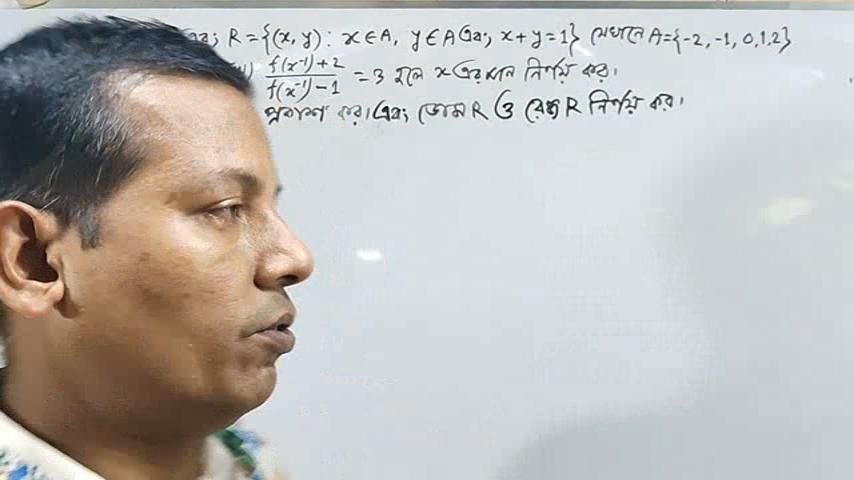 এবং R = {(x, y) : x ∈ A, y ∈ A এবং x + y = 1} যেখানে A = {-2, -1, 0, 1, 2}
f(x⁻¹)+2 / f(x⁻¹)-1 = 3 হলে x এর মান নির্ণয় কর।
প্রকাশ কর। এবং ডোম R ও রেঞ্জ R নির্ণয় কর।